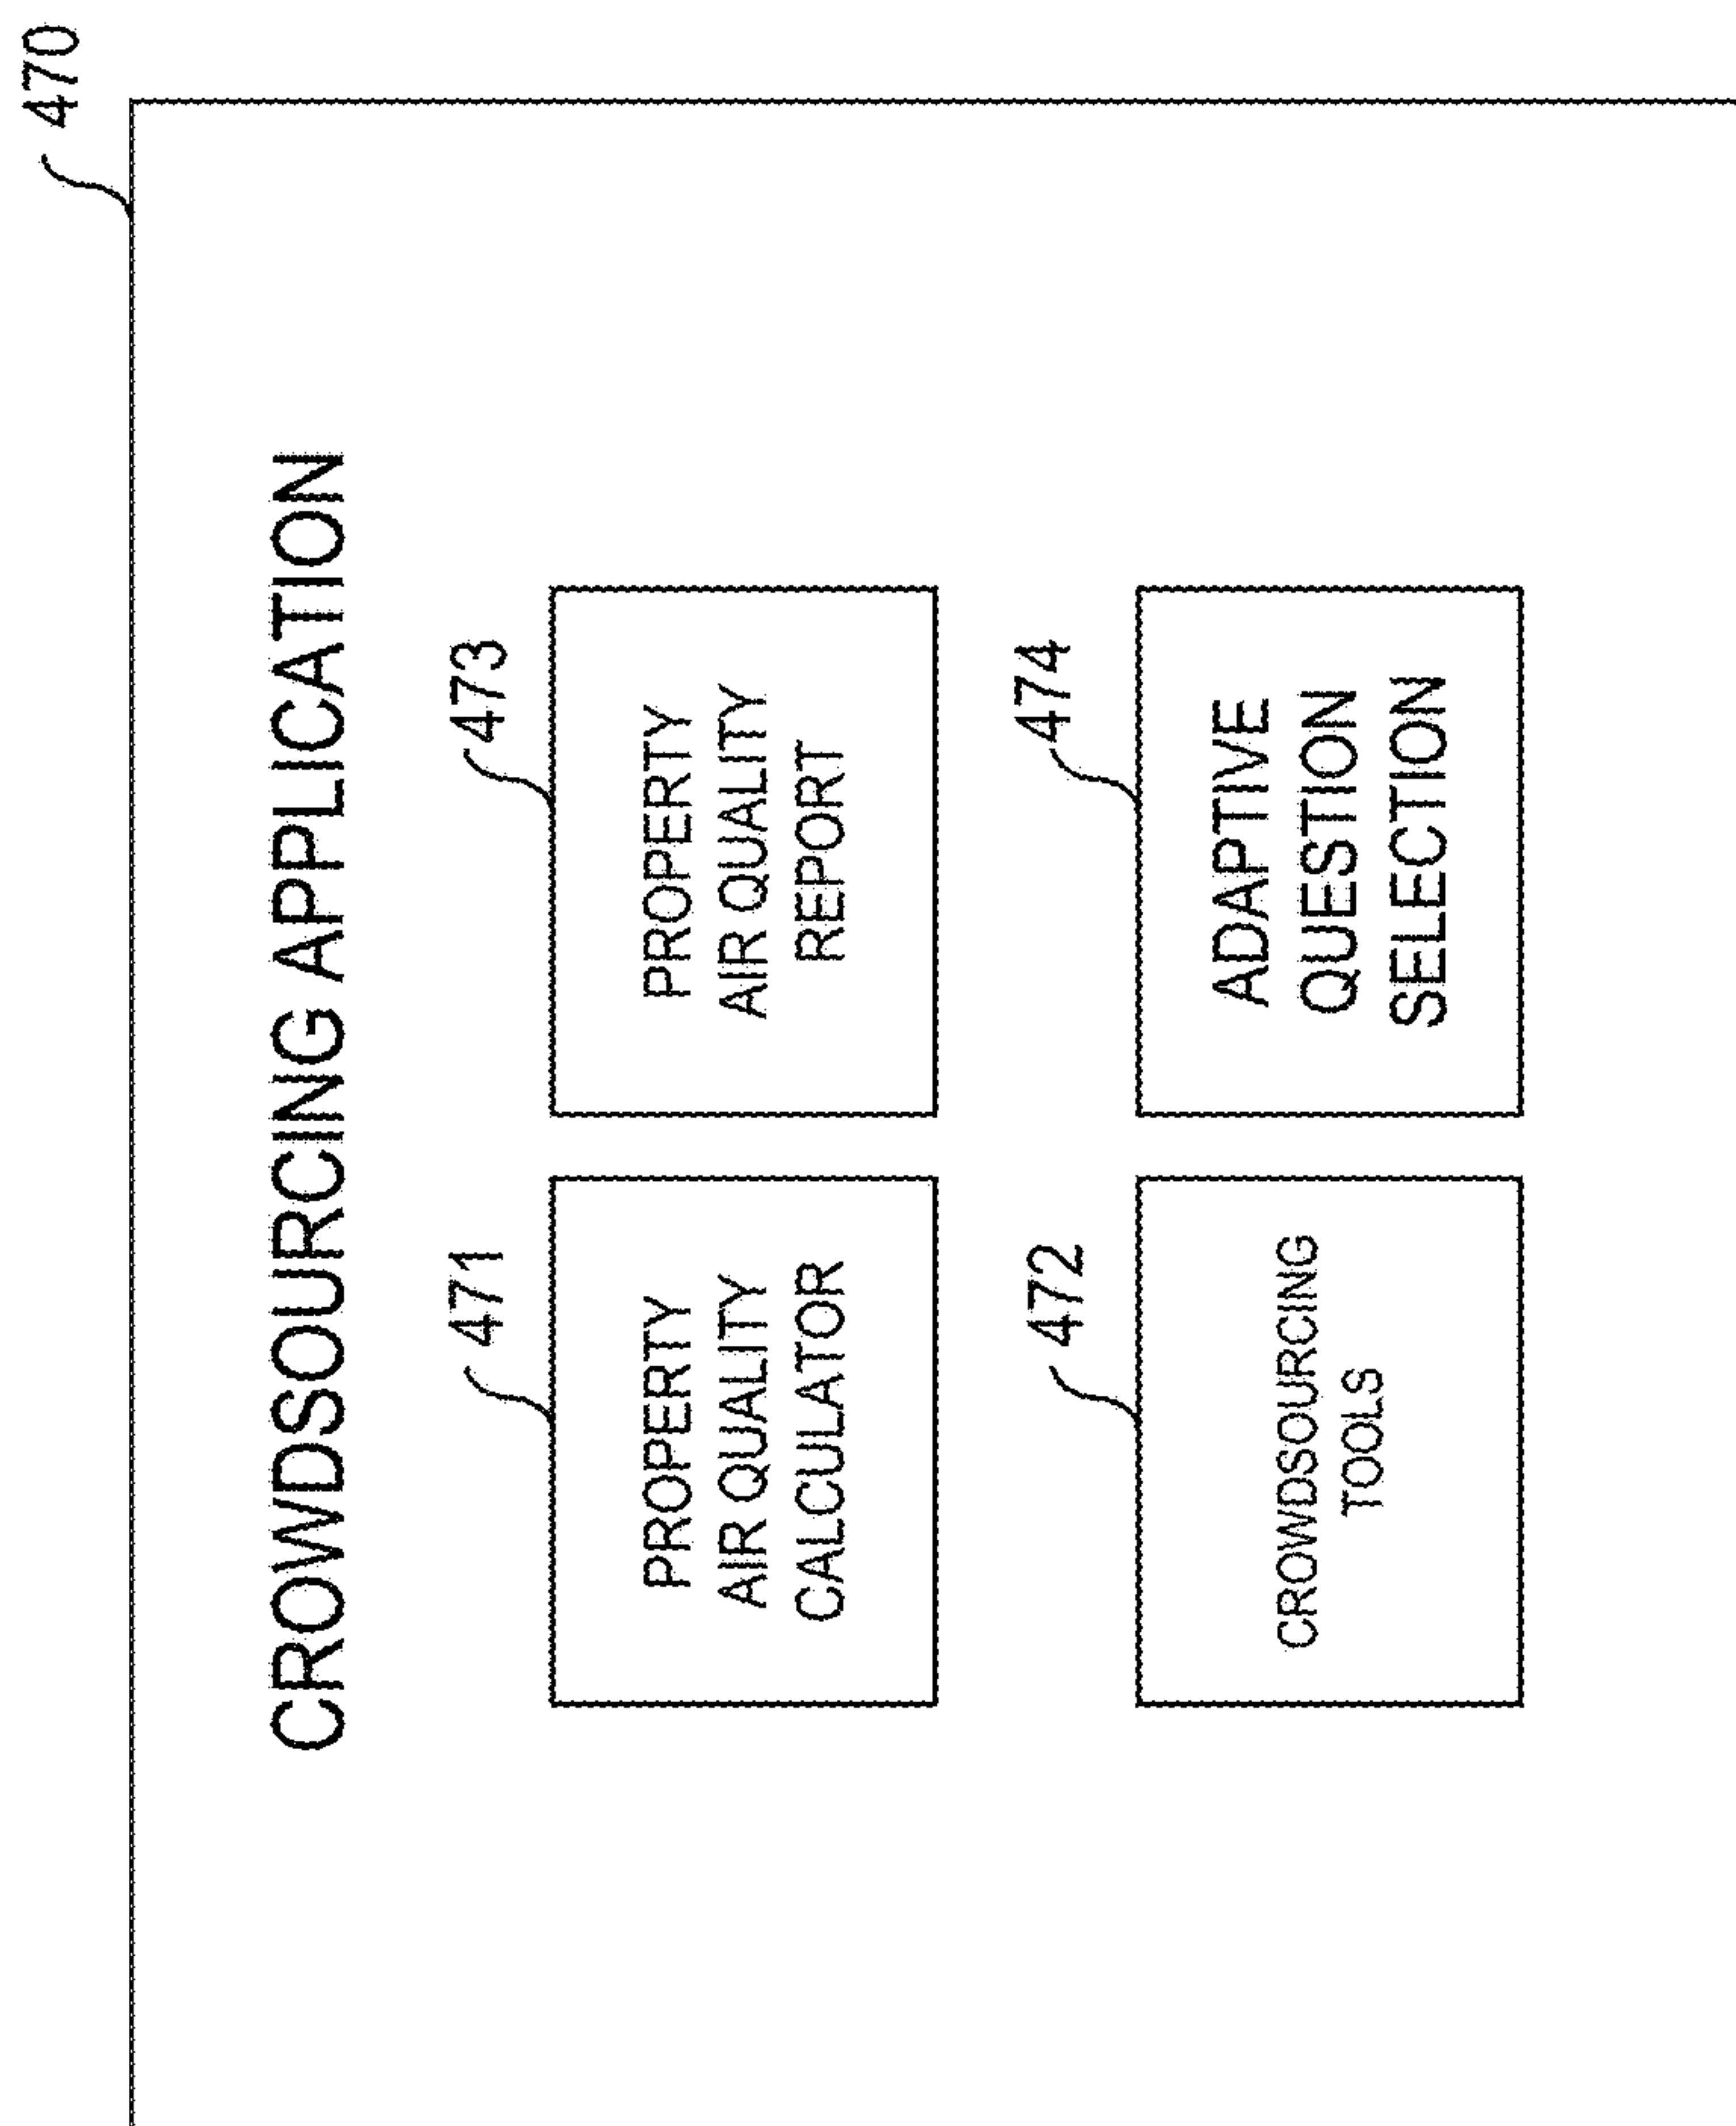 470
CROWDSOURCING APPLICATION
471
PROPERTY
AIR QUALITY
CALCULATOR
473
PROPERTY
AIR QUALITY
REPORT
472
CROWDSOURCING
TOOLS
474
ADAPTIVE
QUESTION
SELECTION